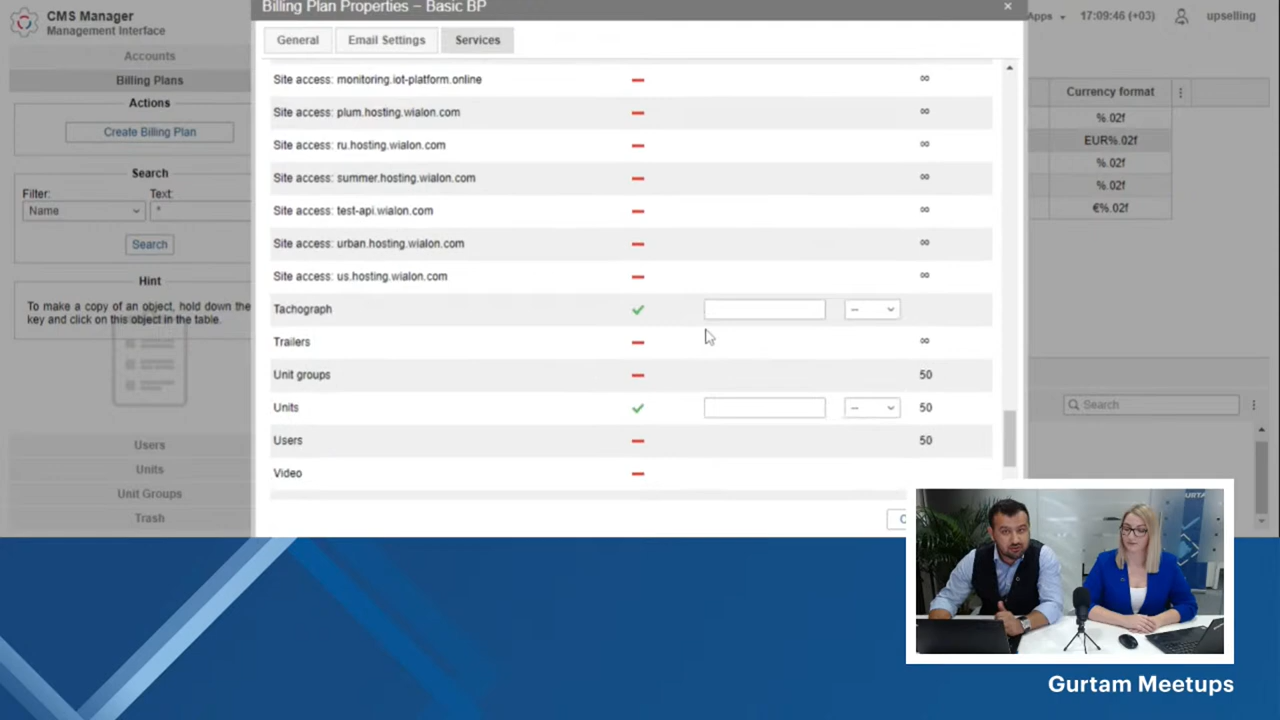 CMS Manager
Management Interface
Accounts
Billing Plans
Actions
Create Billing Plan
Search
Filter:
Text:
Name
*
Search
Hint
To make a copy of an object, hold down the
key and click on this object in the table.
Users
Units
Unit Groups
Trash
Billing Plan Properties – Basic BP
×
General
Email Settings
Services
Site access: monitoring.iot-platform.online ∞
Site access: plum.hosting.wialon.com ∞
Site access: ru.hosting.wialon.com ∞
Site access: summer.hosting.wialon.com ∞
Site access: test-api.wialon.com ∞
Site access: urban.hosting.wialon.com ∞
Site access: us.hosting.wialon.com ∞
Tachograph --
Trailers ∞
Unit groups 50
Units -- 50
Users 50
Video
Apps
17:09:46 (+03)
upselling
Currency format
%.02f
EUR%.02f
%.02f
%.02f
€%.02f
Search
Gurtam Meetups